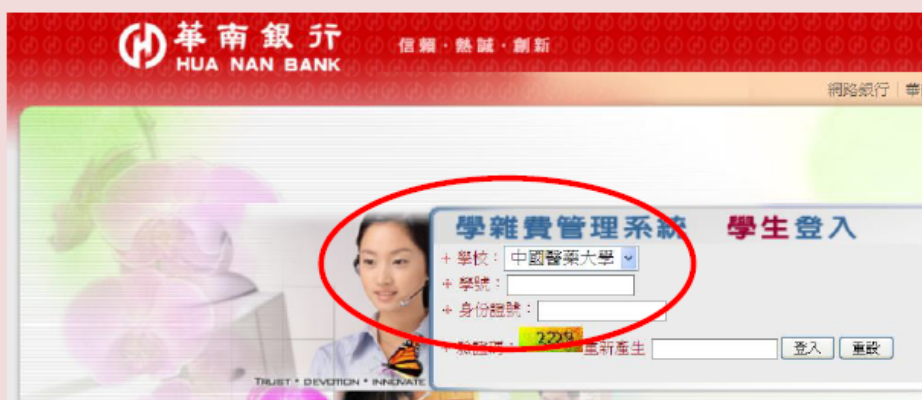 華南銀行 信賴·熱誠·創新
HUA NAN BANK
網路銀行 | 華
學雜費管理系統 學生登入
+ 學校： 中國醫藥大學
+ 學號：
+ 身份證號：
+ 驗證碼： 重新產生 登入 重設
TRUST • DEVOTION • INNOVATE